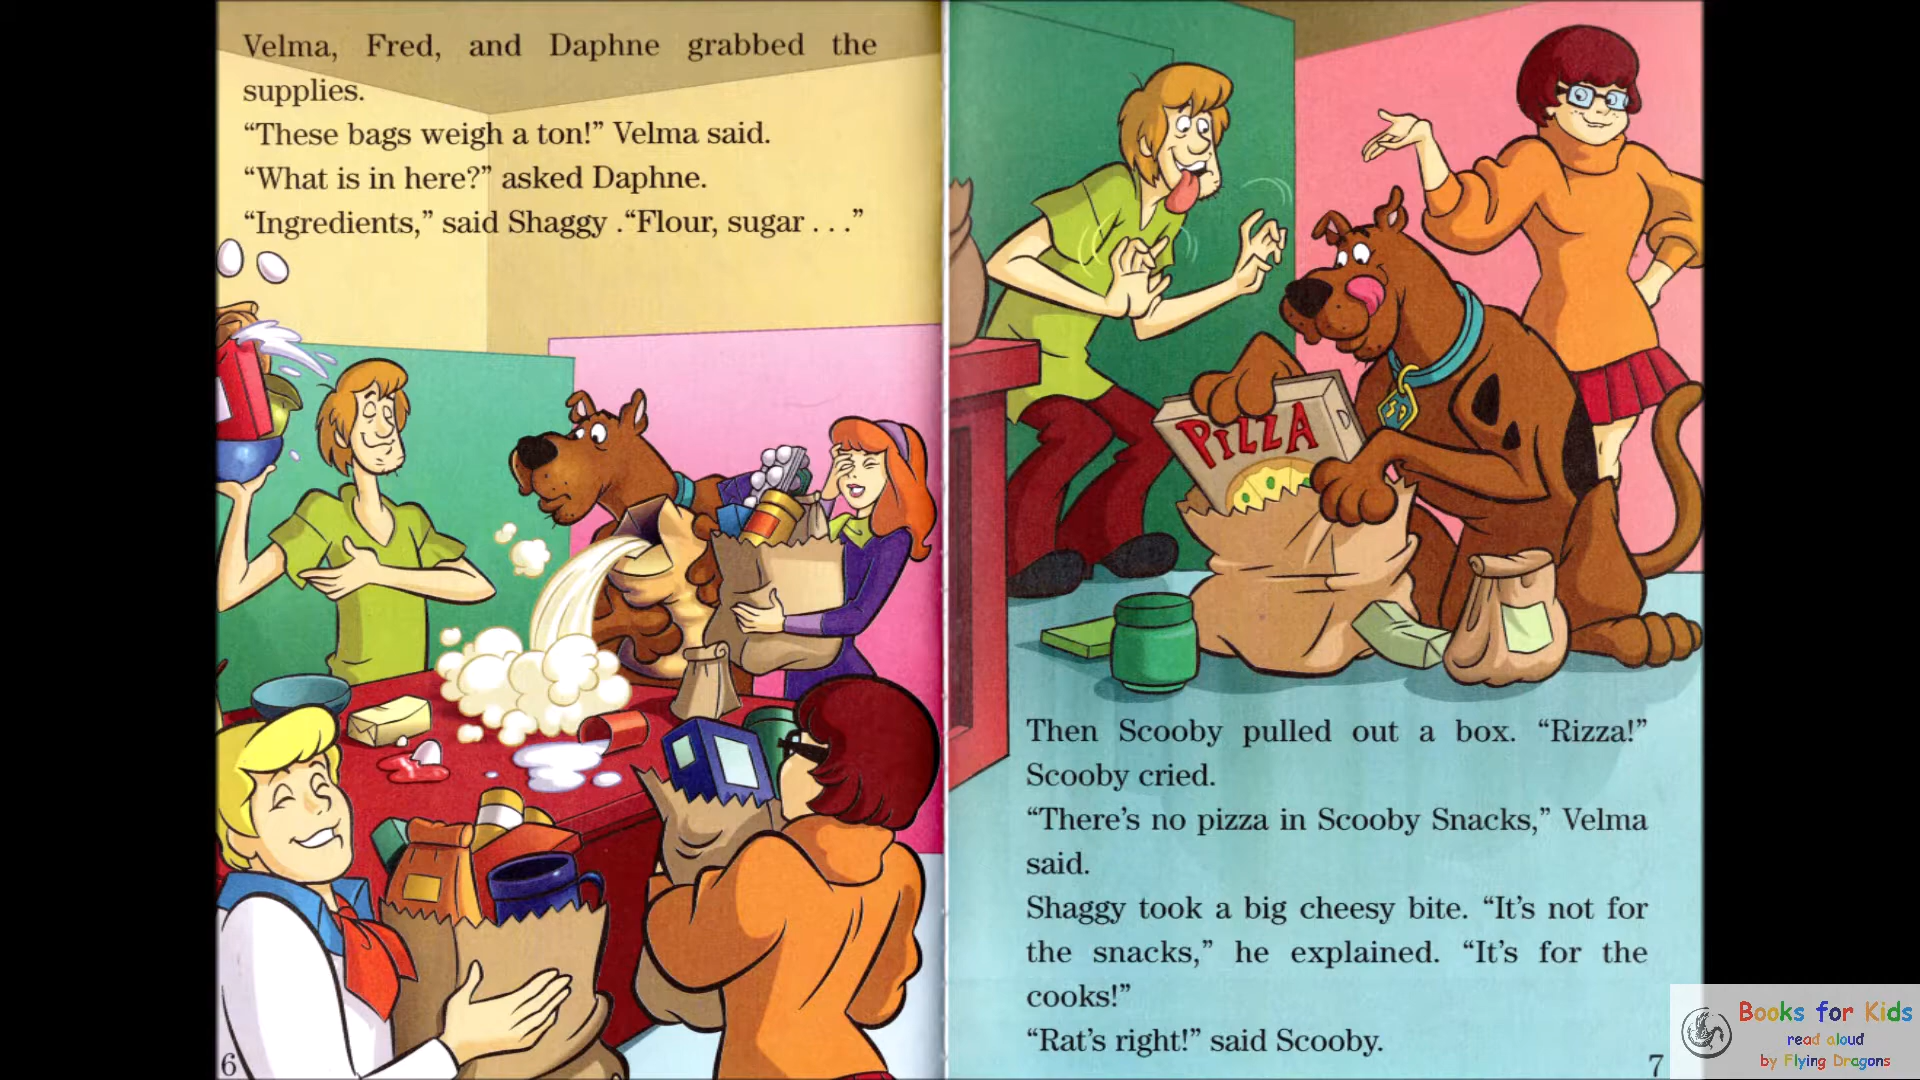 Velma, Fred, and Daphne grabbed the
supplies.
“These bags weigh a ton!” Velma said.
“What is in here?” asked Daphne.
“Ingredients,” said Shaggy .“Flour, sugar . . .”
6
PIZZA
SD
Then Scooby pulled out a box. “Rizza!”
Scooby cried.
“There’s no pizza in Scooby Snacks,” Velma
said.
Shaggy took a big cheesy bite. “It’s not for
the snacks,” he explained. “It’s for the
cooks!”
“Rat’s right!” said Scooby.
7
Books for Kids
read aloud
by Flying Dragons